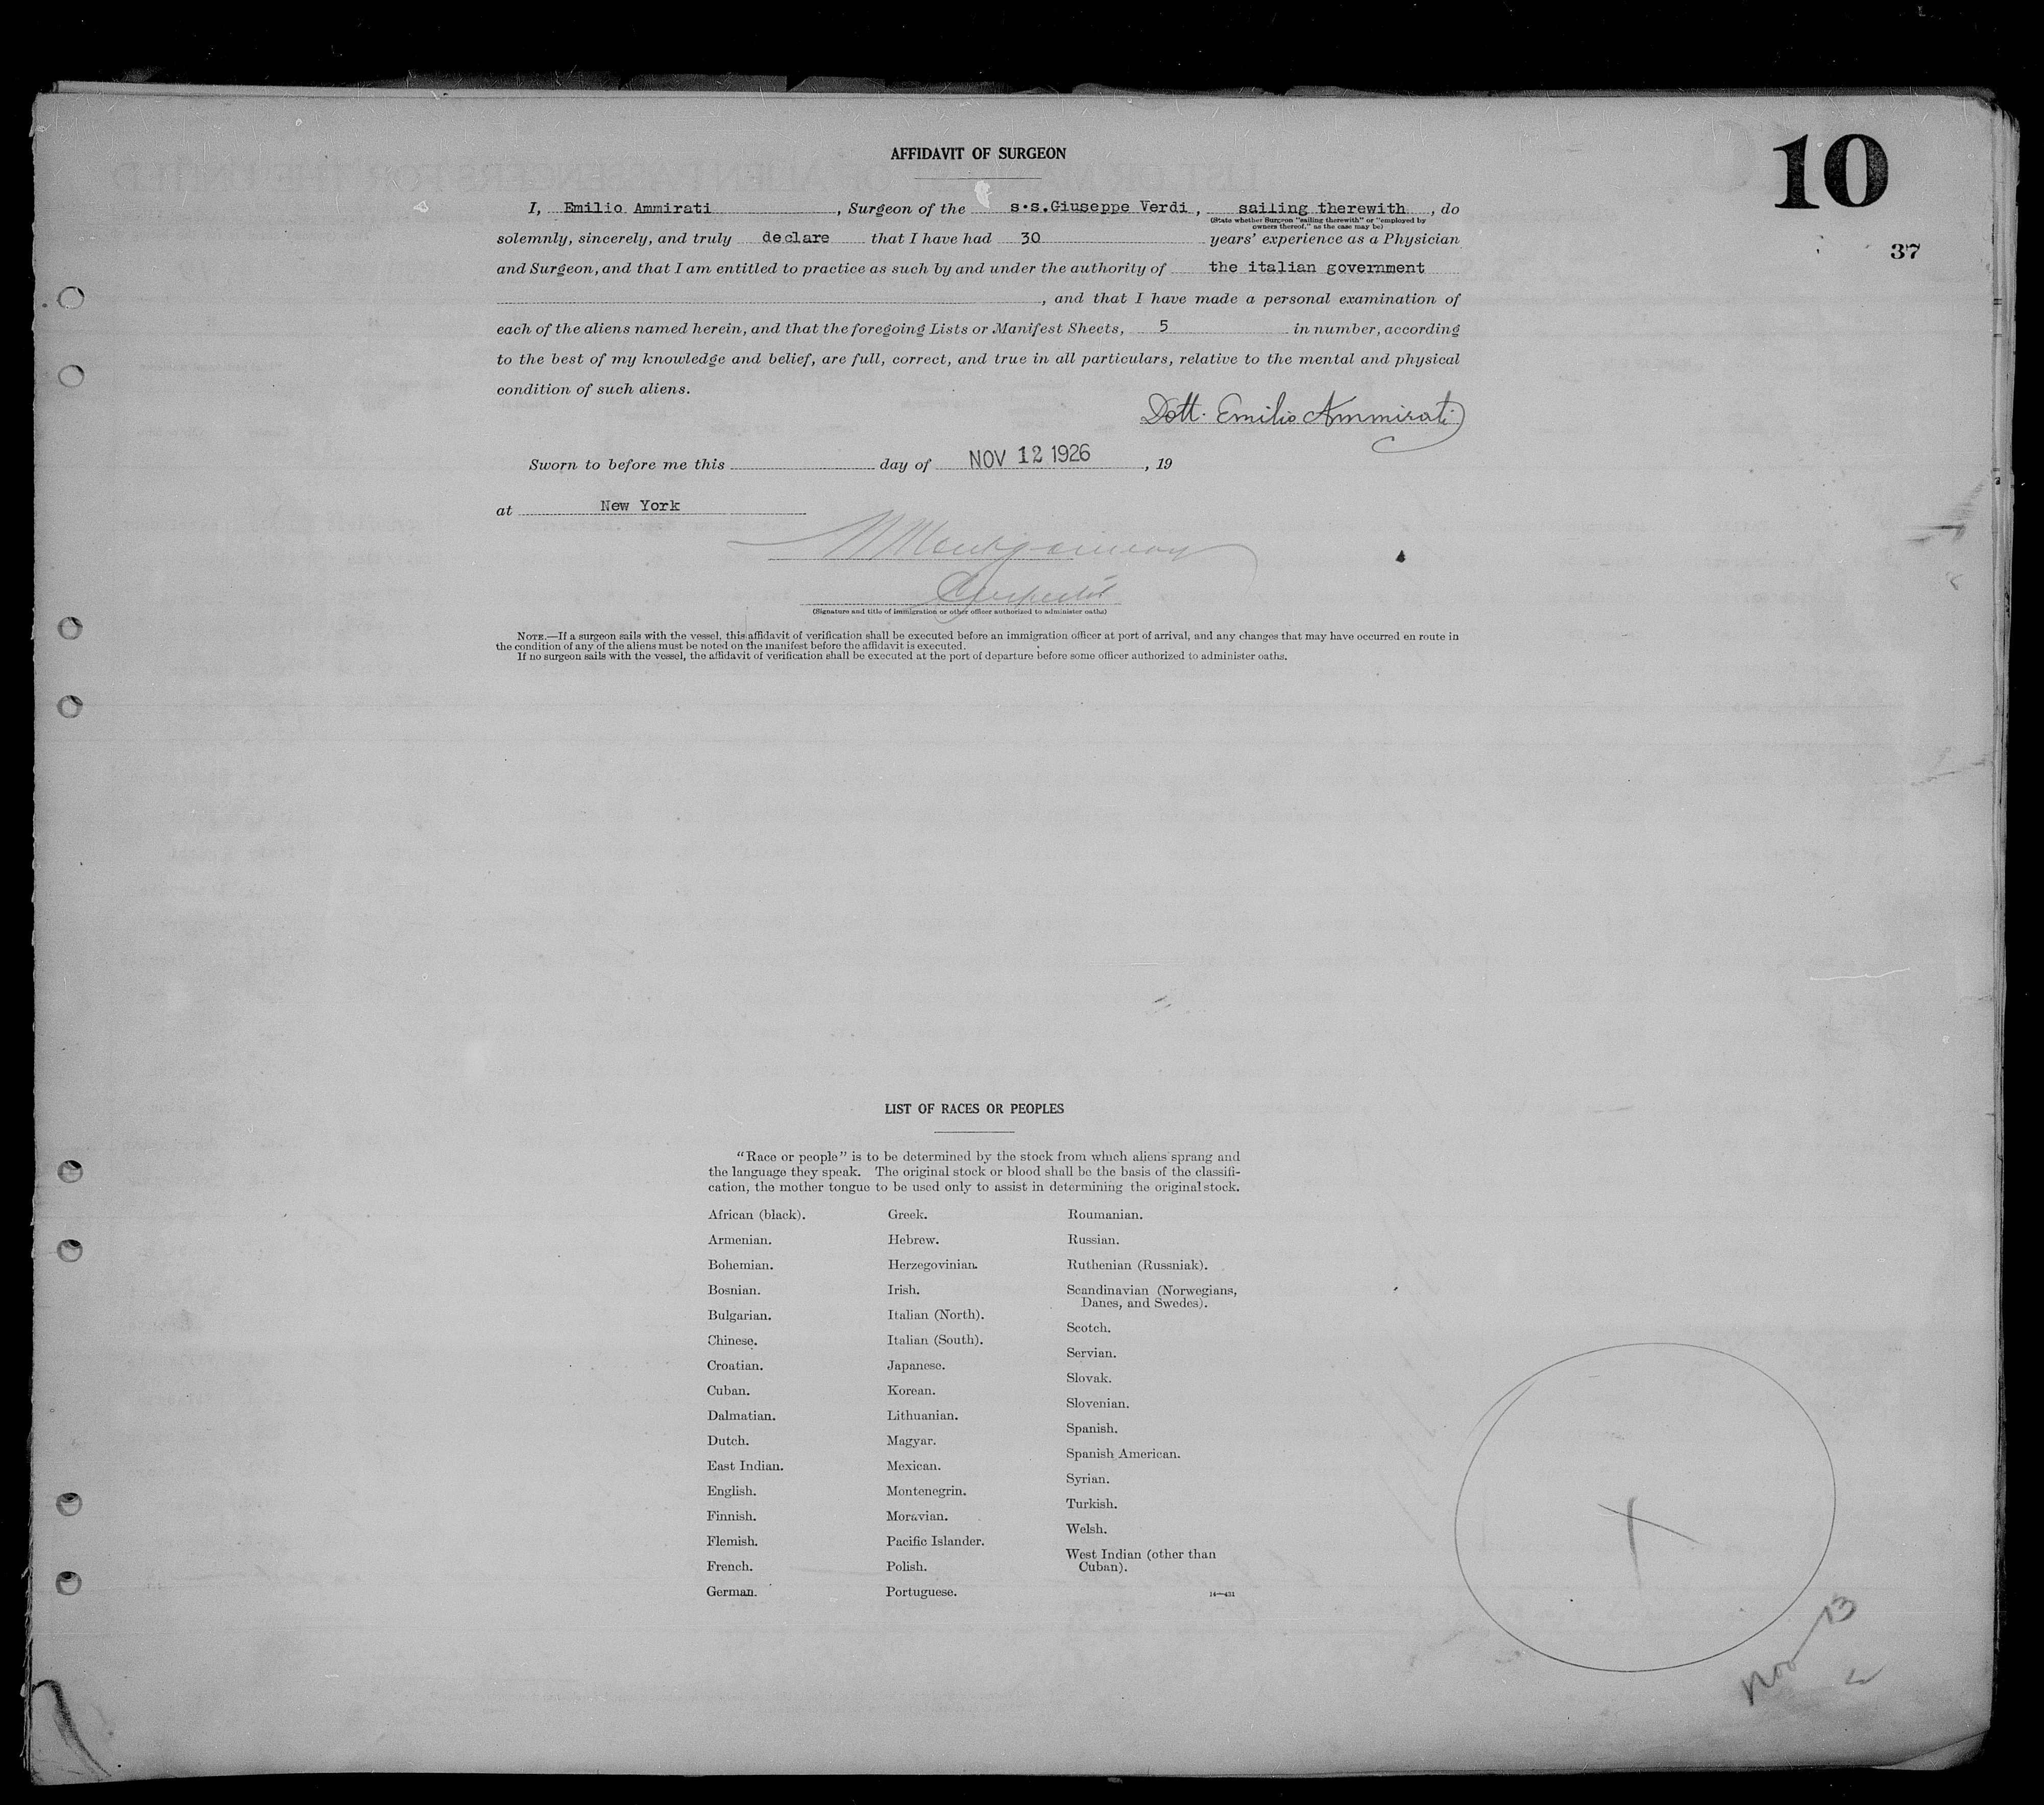 10
37
AFFIDAVIT OF SURGEON
I, Emilio Ammirati , Surgeon of the s.s.Giuseppe Verdi , sailing therewith , do
(State whether Surgeon "sailing therewith" or "employed by
owners thereof," as the case may be)
solemnly, sincerely, and truly declare that I have had 30 years' experience as a Physician
and Surgeon, and that I am entitled to practice as such by and under the authority of the italian government
, and that I have made a personal examination of
each of the aliens named herein, and that the foregoing Lists or Manifest Sheets, 5 in number, according
to the best of my knowledge and belief, are full, correct, and true in all particulars, relative to the mental and physical
condition of such aliens.
Dott. Emilio Ammirati
Sworn to before me this day of NOV 12 1926 , 19
at New York
Montgomery
(Signature and title of immigration or other officer authorized to administer oaths)
NOTE.—If a surgeon sails with the vessel, this affidavit of verification shall be executed before an immigration officer at port of arrival, and any changes that may have occurred en route in
the condition of any of the aliens must be noted on the manifest before the affidavit is executed.
If no surgeon sails with the vessel, the affidavit of verification shall be executed at the port of departure before some officer authorized to administer oaths.
LIST OF RACES OR PEOPLES
"Race or people" is to be determined by the stock from which aliens sprang and
the language they speak. The original stock or blood shall be the basis of the classifi-
cation, the mother tongue to be used only to assist in determining the original stock.
African (black).
Armenian.
Bohemian.
Bosnian.
Bulgarian.
Chinese.
Croatian.
Cuban.
Dalmatian.
Dutch.
East Indian.
English.
Finnish.
Flemish.
French.
German.
Greek.
Hebrew.
Herzegovinian.
Irish.
Italian (North).
Italian (South).
Japanese.
Korean.
Lithuanian.
Magyar.
Mexican.
Montenegrin.
Moravian.
Pacific Islander.
Polish.
Portuguese.
Roumanian.
Russian.
Ruthenian (Russniak).
Scandinavian (Norwegians,
Danes, and Swedes).
Scotch.
Servian.
Slovak.
Slovenian.
Spanish.
Spanish American.
Syrian.
Turkish.
Welsh.
West Indian (other than
Cuban).
14—431
Nov 13